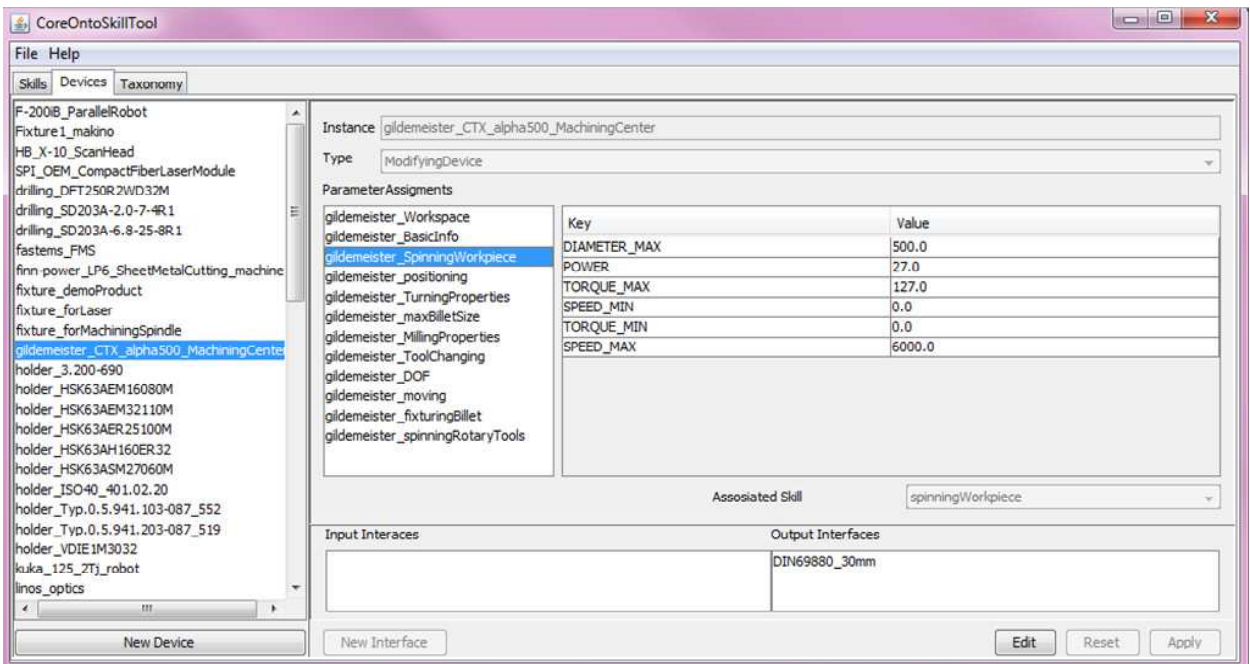 CoreOntoSkillTool
File Help
Skills Devices Taxonomy
F-200iB_ParallelRobot
Fixture1_makino
HB_X-10_ScanHead
SPI_OEM_CompactFiberLaserModule
drilling_DFT250R2WD32M
drilling_SD203A-2.0-7-4R1
drilling_SD203A-6.8-25-8R1
fastems_FMS
finn-power_LP6_SheetMetalCutting_machine
fixture_demoProduct
fixture_forLaser
fixture_forMachiningSpindle
gildemeister_CTX_alpha500_MachiningCente
holder_3.200-690
holder_HSK63AEM16080M
holder_HSK63AEM32110M
holder_HSK63AER25100M
holder_HSK63AH160ER32
holder_HSK63ASM27060M
holder_ISO40_401.02.20
holder_Typ.0.5.941.103-087_552
holder_Typ.0.5.941.203-087_519
holder_VDIE1M3032
kuka_125_2Tj_robot
linos_optics
New Device
Instance gildemeister_CTX_alpha500_MachiningCenter
Type ModifyingDevice
ParameterAssigments
gildemeister_Workspace
gildemeister_BasicInfo
gildemeister_SpinningWorkpiece
gildemeister_positioning
gildemeister_TurningProperties
gildemeister_maxBilletSize
gildemeister_MillingProperties
gildemeister_ToolChanging
gildemeister_DOF
gildemeister_moving
gildemeister_fixturingBillet
gildemeister_spinningRotaryTools
Key Value
DIAMETER_MAX 500.0
POWER 27.0
TORQUE_MAX 127.0
SPEED_MIN 0.0
TORQUE_MIN 0.0
SPEED_MAX 6000.0
Assosiated Skill spinningWorkpiece
Input Interaces
Output Interfaces
DIN69880_30mm
New Interface Edit Reset Apply